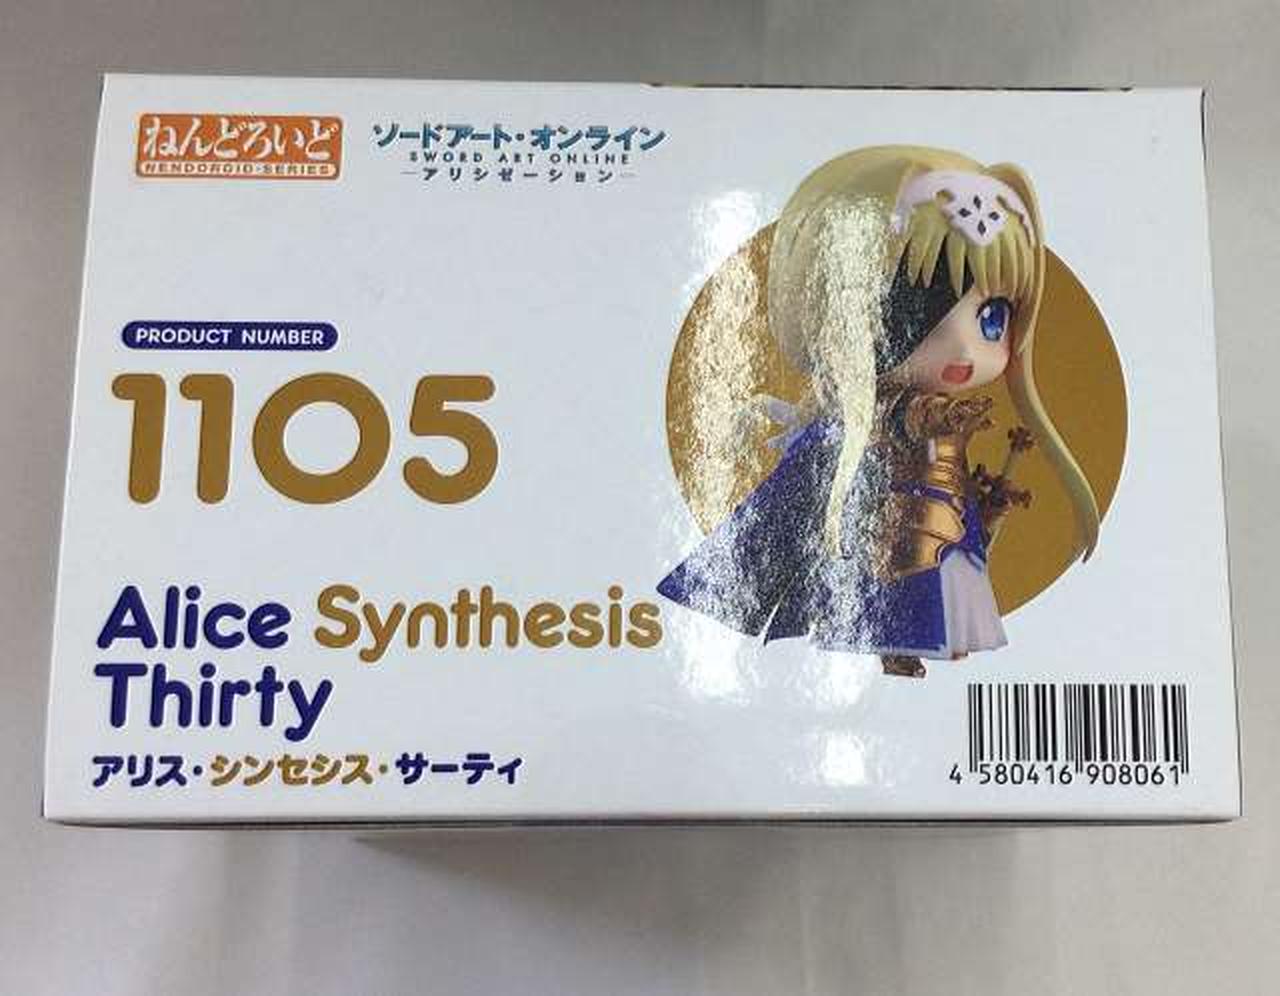 ねんどろいど
NENDOROID・SERIES
ソードアート・オンライン
SWORD ART ONLINE
―アリシゼーション―
PRODUCT NUMBER
1105
Alice Synthesis
Thirty
アリス・シンセシス・サーティ
4 580416 908061